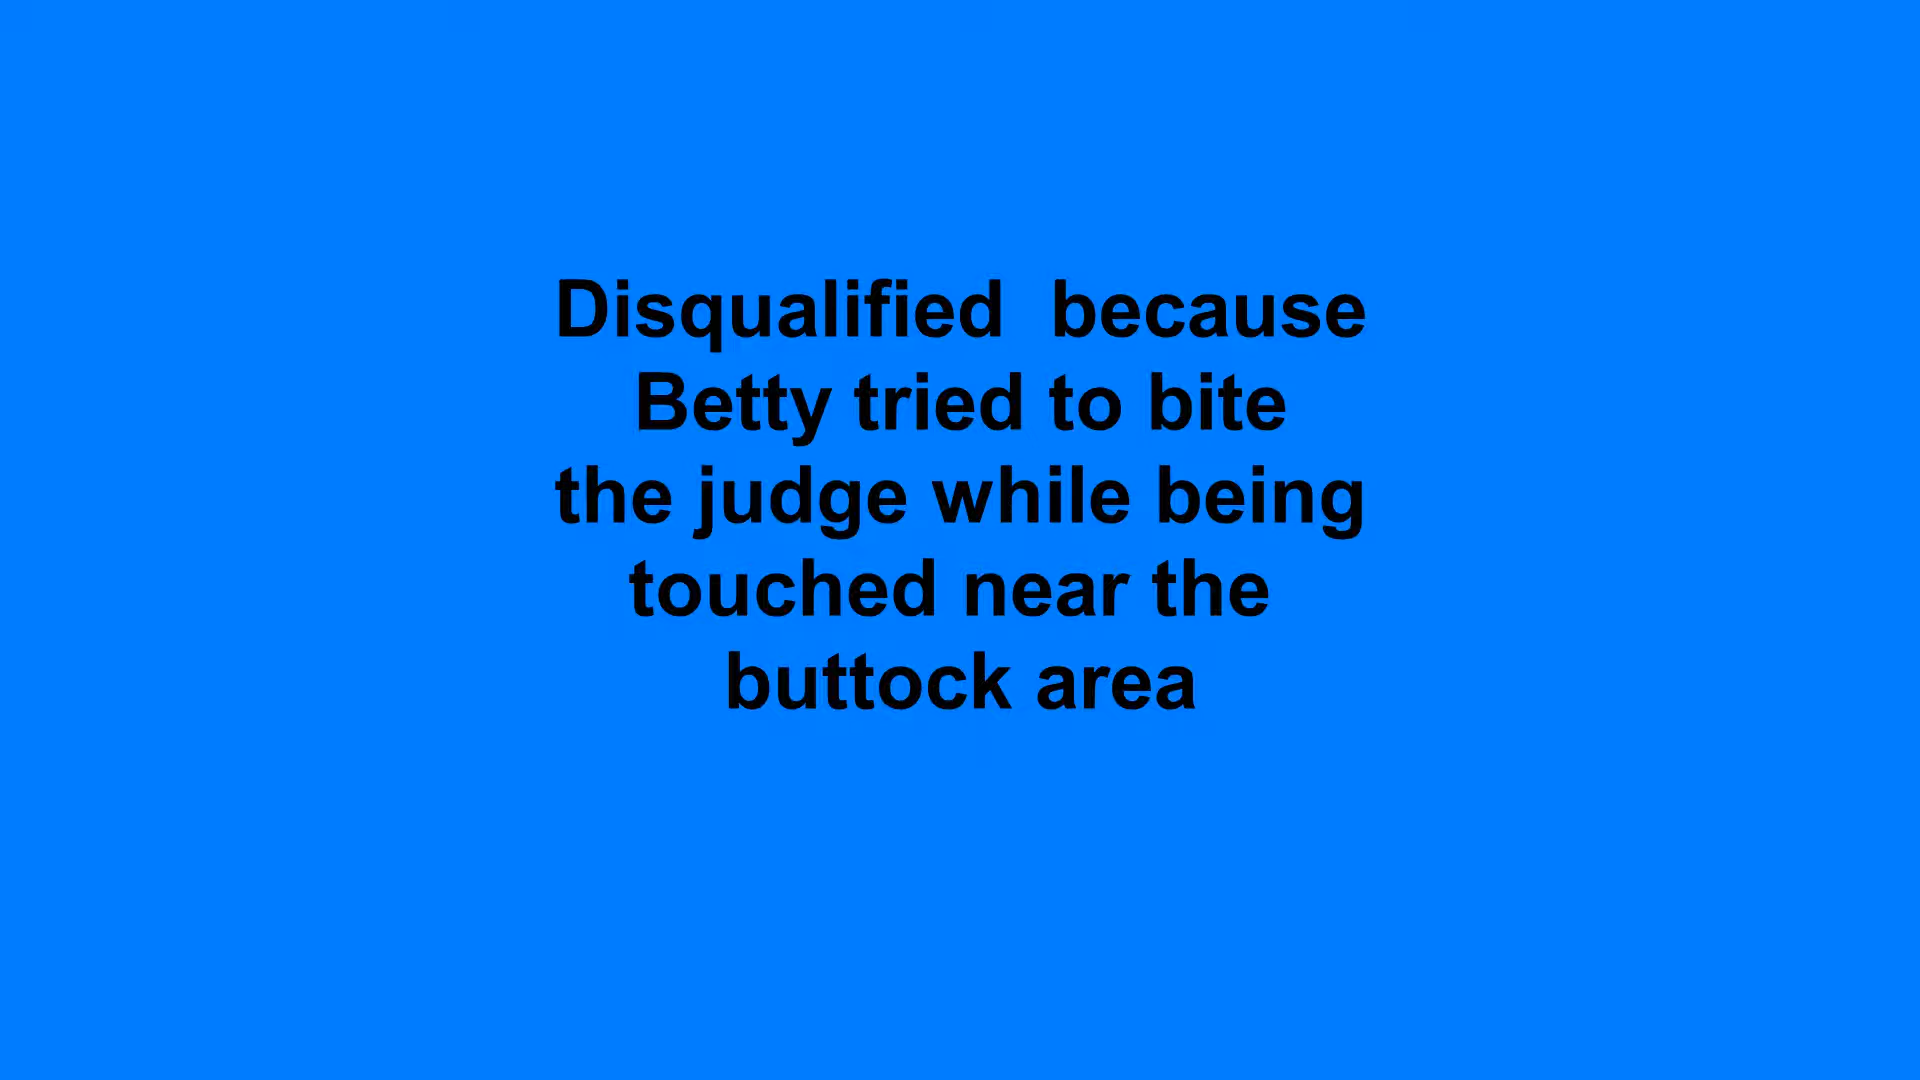 Disqualified  because
Betty tried to bite
the judge while being
touched near the
buttock area